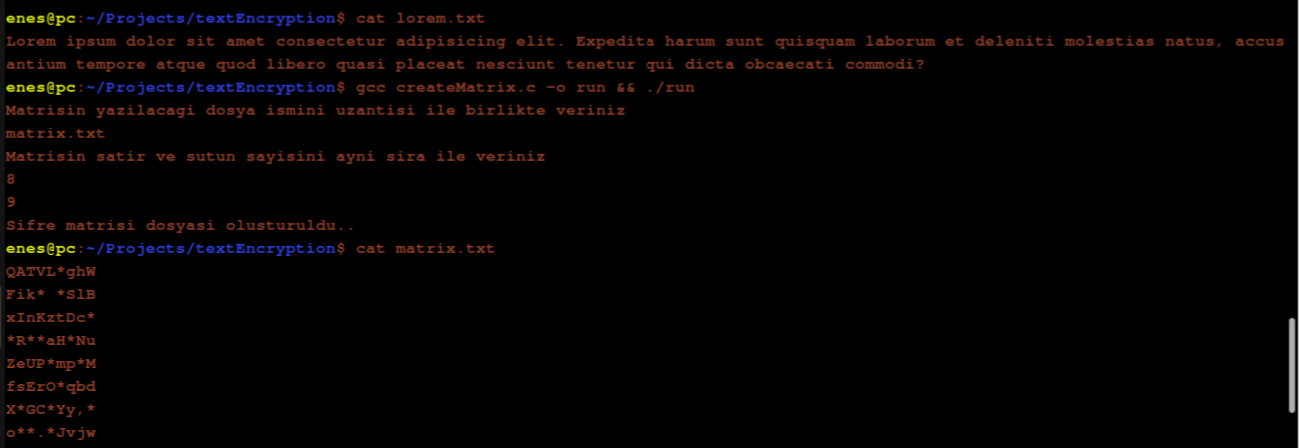 enes@pc:~/Projects/textEncryption$ cat lorem.txt
Lorem ipsum dolor sit amet consectetur adipisicing elit. Expedita harum sunt quisquam laborum et deleniti molestias natus, accus
antium tempore atque quod libero quasi placeat nesciunt tenetur qui dicta obcaecati commodi?
enes@pc:~/Projects/textEncryption$ gcc createMatrix.c -o run && ./run
Matrisin yazilacagi dosya ismini uzantisi ile birlikte veriniz
matrix.txt
Matrisin satir ve sutun sayisini ayni sira ile veriniz
8
9
Sifre matrisi dosyasi olusturuldu..
enes@pc:~/Projects/textEncryption$ cat matrix.txt
QATVL*ghW
Fik* *SlB
xInKztDc*
*R**aH*Nu
ZeUP*mp*M
fsErO*qbd
X*GC*Yy,*
o**.*Jvjw